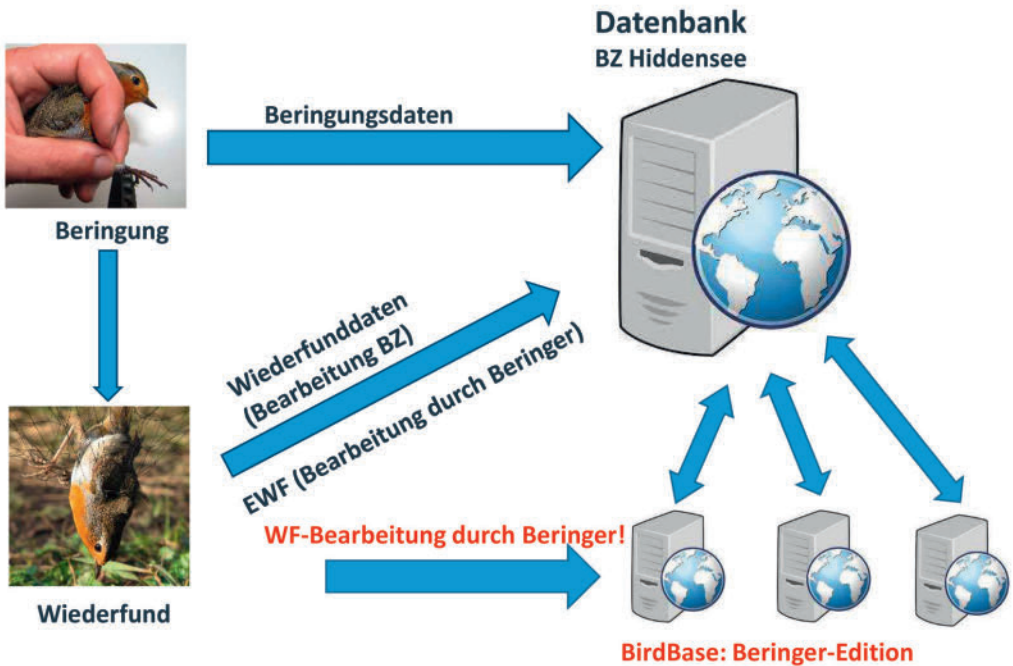 Datenbank
BZ Hiddensee
Beringungsdaten
Beringung
Wiederfunddaten
(Bearbeitung BZ)
EWF (Bearbeitung durch Beringer)
WF-Bearbeitung durch Beringer!
Wiederfund
BirdBase: Beringer-Edition